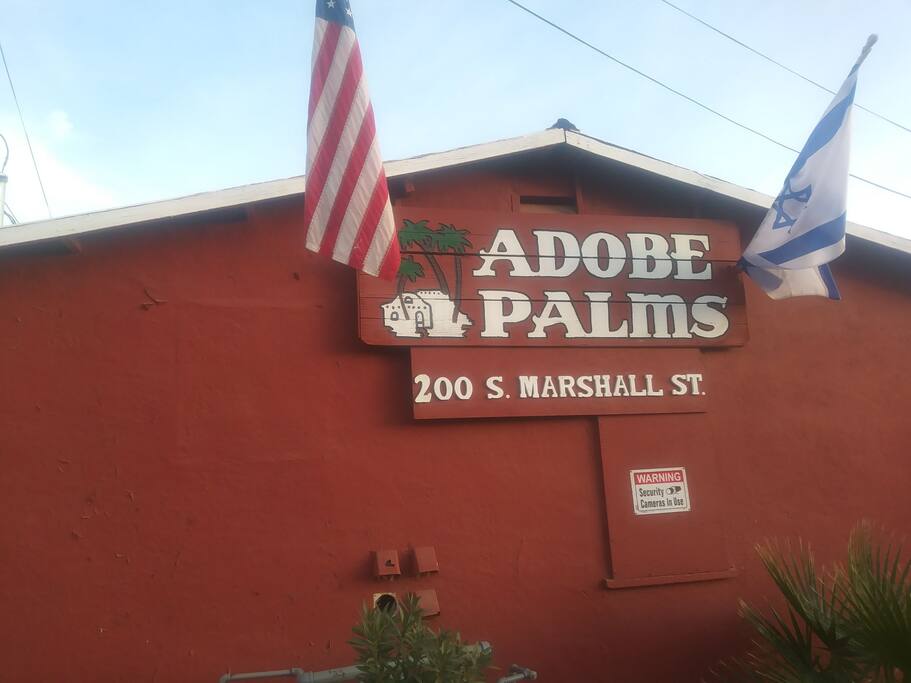 ADOBE
PALMS
200 S. MARSHALL ST.
WARNING
Security
Cameras in Use